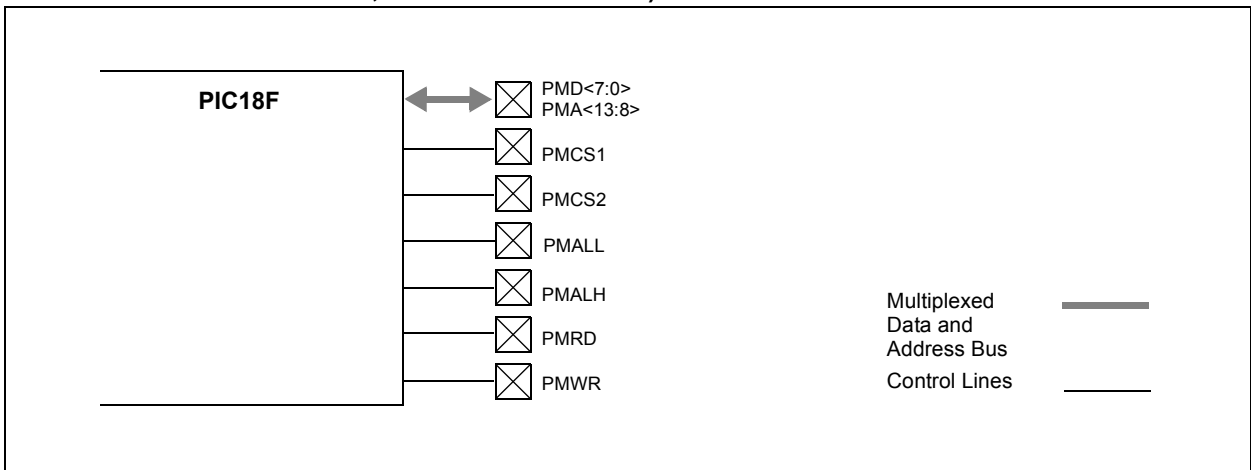 PIC18F
PMD<7:0>
PMA<13:8>
PMCS1
PMCS2
PMALL
PMALH
PMRD
PMWR
Multiplexed
Data and
Address Bus
Control Lines